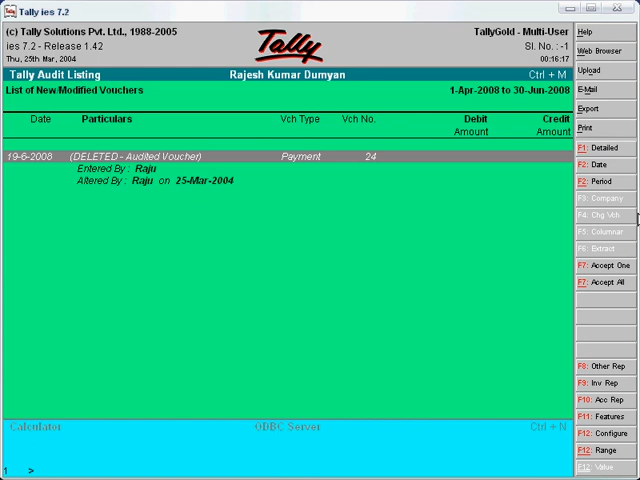 Tally ies 7.2
(c) Tally Solutions Pvt. Ltd., 1988-2005
ies 7.2 - Release 1.42
Thu, 25th Mar, 2004
Tally
TallyGold - Multi-User
Sl. No. : -1
00:16:17
Tally Audit Listing Rajesh Kumar Dumyan Ctrl + M
List of New/Modified Vouchers 1-Apr-2008 to 30-Jun-2008
Date Particulars Vch Type Vch No. Debit Credit
Amount Amount
19-6-2008 (DELETED - Audited Voucher) Payment 24
Entered By : Raju
Altered By : Raju on 25-Mar-2004
Calculator ODBC Server Ctrl + N
1 >
Help
Web Browser
Upload
E-Mail
Export
Print
F1: Detailed
F2: Date
F2: Period
F3: Company
F4: Chg Vch
F5: Columnar
F6: Extract
F7: Accept One
F7: Accept All
F8: Other Rep
F9: Inv Rep
F10: Acc Rep
F11: Features
F12: Configure
F12: Range
F12: Value